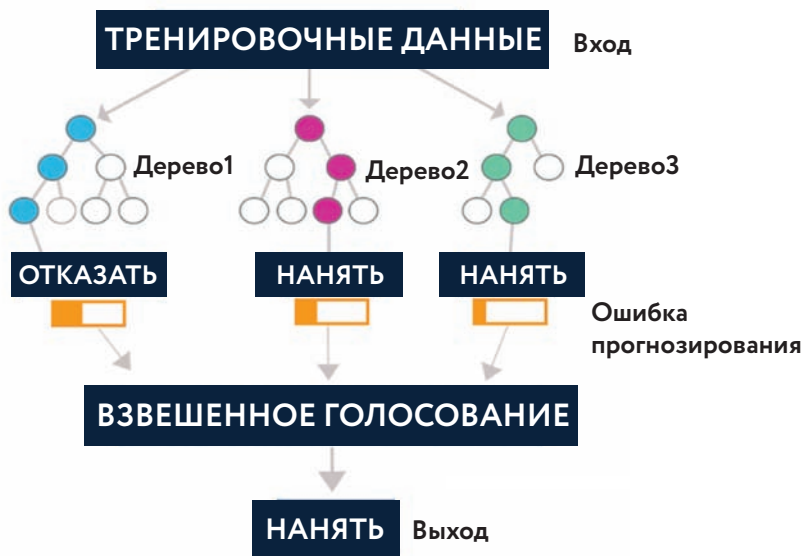 ТРЕНИРОВОЧНЫЕ ДАННЫЕ
Вход
Дерево1
Дерево2
Дерево3
ОТКАЗАТЬ
НАНЯТЬ
НАНЯТЬ
Ошибка
прогнозирования
ВЗВЕШЕННОЕ ГОЛОСОВАНИЕ
НАНЯТЬ
Выход